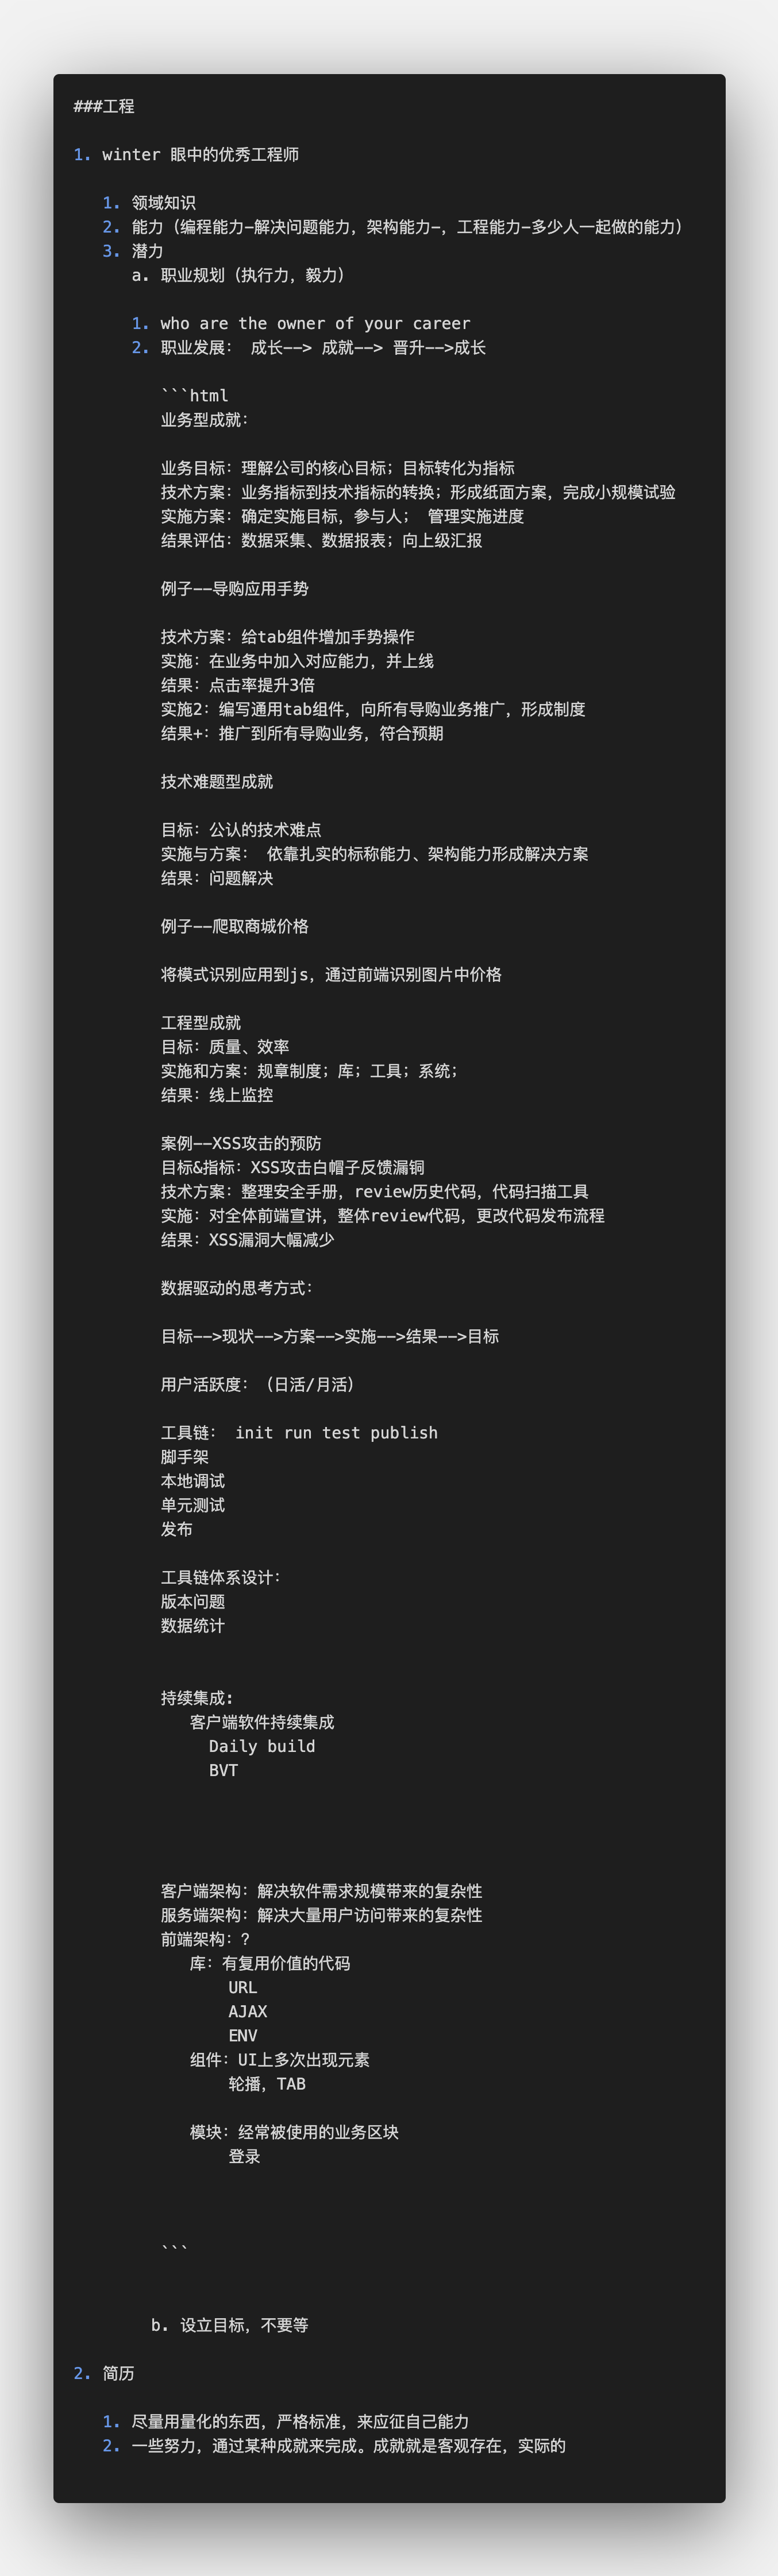 ###工程
1. winter 眼中的优秀工程师
1. 领域知识
2. 能力（编程能力-解决问题能力，架构能力-，工程能力-多少人一起做的能力）
3. 潜力
a. 职业规划（执行力，毅力）
1. who are the owner of your career
2. 职业发展： 成长--> 成就--> 晋升-->成长
```html
业务型成就：
业务目标：理解公司的核心目标；目标转化为指标
技术方案：业务指标到技术指标的转换；形成纸面方案，完成小规模试验
实施方案：确定实施目标，参与人； 管理实施进度
结果评估：数据采集、数据报表；向上级汇报
例子--导购应用手势
技术方案：给tab组件增加手势操作
实施：在业务中加入对应能力，并上线
结果：点击率提升3倍
实施2：编写通用tab组件，向所有导购业务推广，形成制度
结果+：推广到所有导购业务，符合预期
技术难题型成就
目标：公认的技术难点
实施与方案： 依靠扎实的标称能力、架构能力形成解决方案
结果：问题解决
例子--爬取商城价格
将模式识别应用到js，通过前端识别图片中价格
工程型成就
目标：质量、效率
实施和方案：规章制度；库；工具；系统；
结果：线上监控
案例--XSS攻击的预防
目标&指标：XSS攻击白帽子反馈漏铜
技术方案：整理安全手册，review历史代码，代码扫描工具
实施：对全体前端宣讲，整体review代码，更改代码发布流程
结果：XSS漏洞大幅减少
数据驱动的思考方式：
目标-->现状-->方案-->实施-->结果-->目标
用户活跃度：（日活/月活）
工具链： init run test publish
脚手架
本地调试
单元测试
发布
工具链体系设计：
版本问题
数据统计
持续集成:
客户端软件持续集成
Daily build
BVT
客户端架构：解决软件需求规模带来的复杂性
服务端架构：解决大量用户访问带来的复杂性
前端架构：？
库：有复用价值的代码
URL
AJAX
ENV
组件：UI上多次出现元素
轮播，TAB
模块：经常被使用的业务区块
登录
```
b. 设立目标，不要等
2. 简历
1. 尽量用量化的东西，严格标准，来应征自己能力
2. 一些努力，通过某种成就来完成。成就就是客观存在，实际的